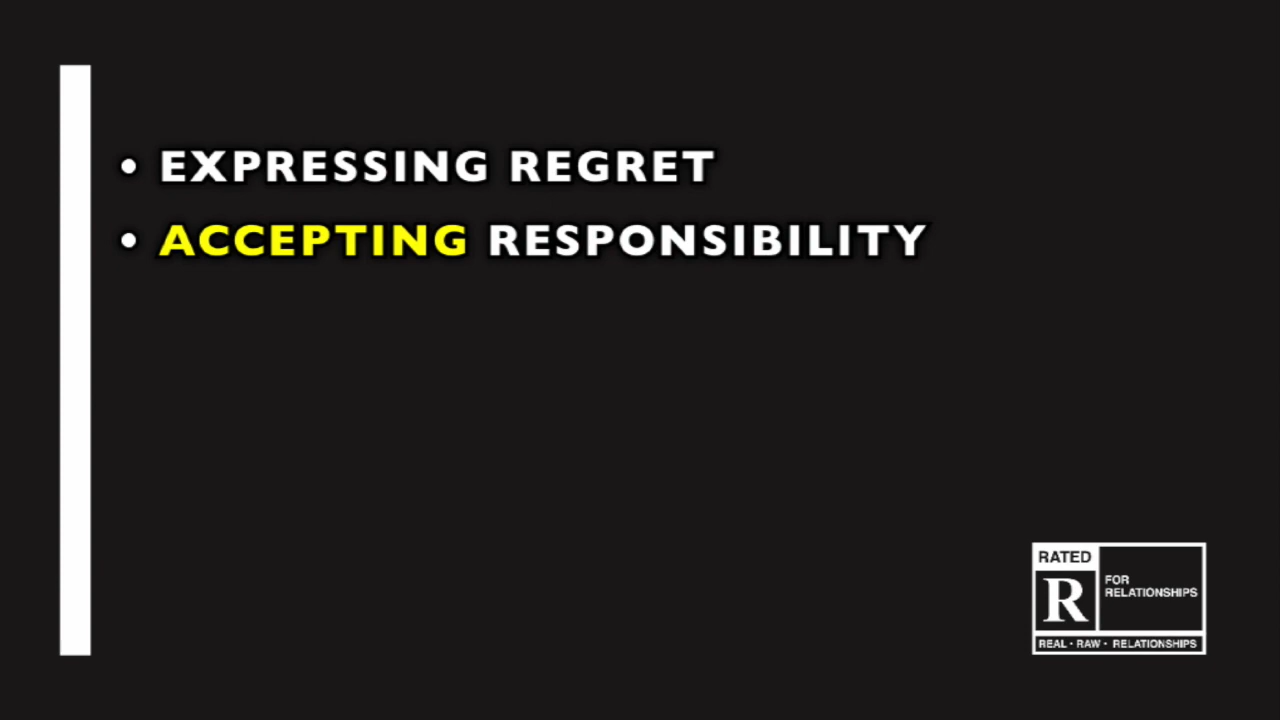 • EXPRESSING REGRET
• ACCEPTING RESPONSIBILITY
RATED
R
FOR
RELATIONSHIPS
REAL • RAW • RELATIONSHIPS